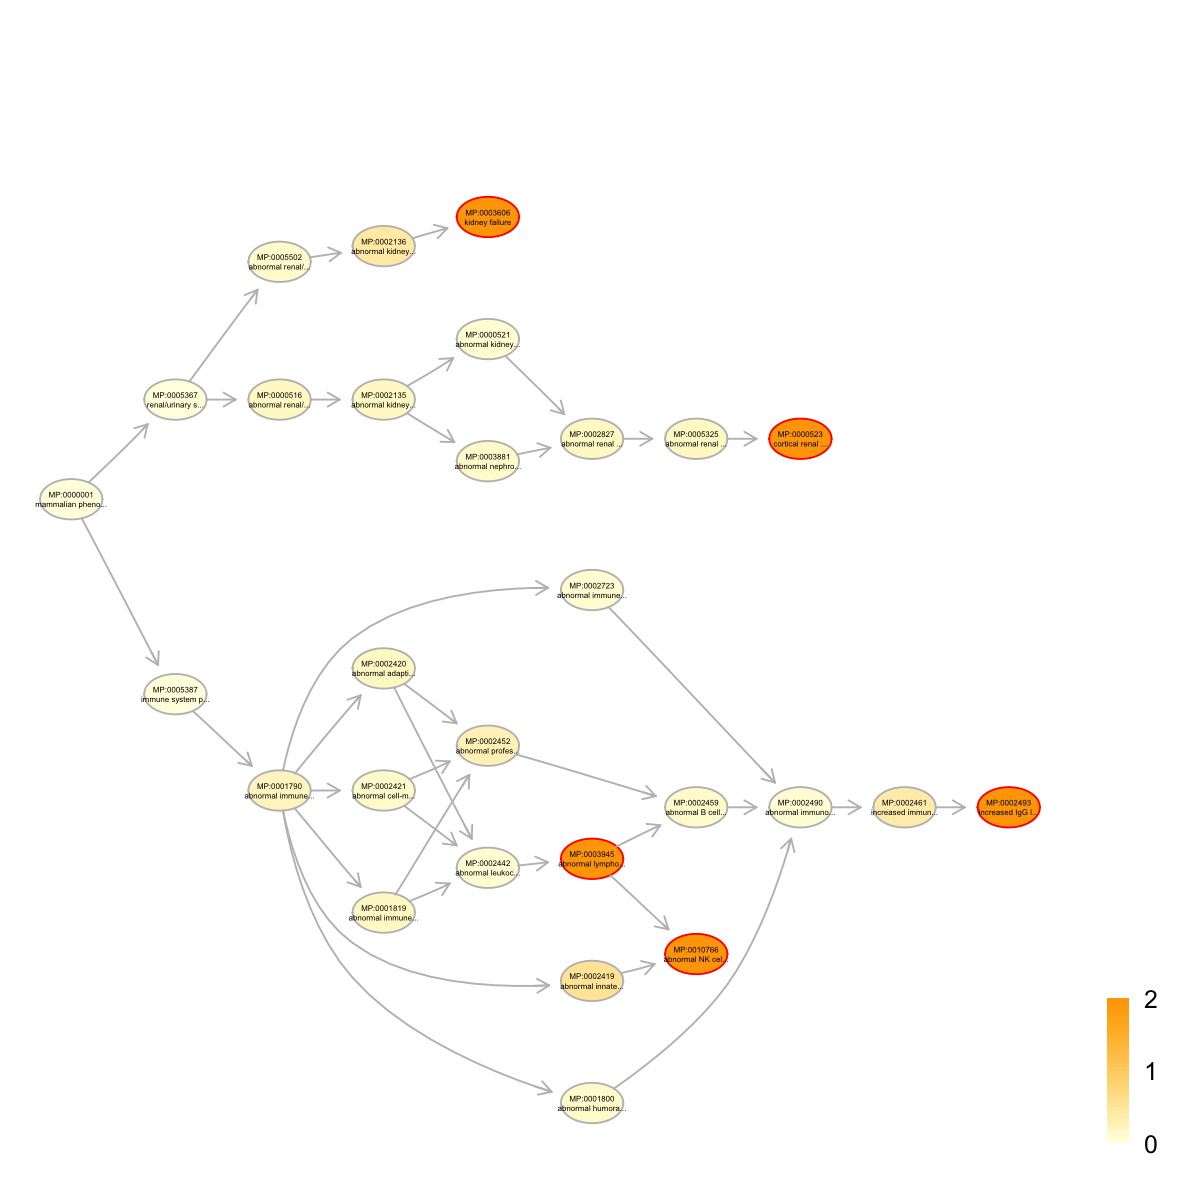 MP:0003606
kidney failure
MP:0002136
abnormal kidney...
MP:0005502
abnormal renal/...
MP:0000521
abnormal kidney...
MP:0005367
renal/urinary s...
MP:0000516
abnormal renal/...
MP:0002135
abnormal kidney...
MP:0002827
abnormal renal ...
MP:0005325
abnormal renal ...
MP:0000523
cortical renal ...
MP:0003881
abnormal nephro...
MP:0000001
mammalian pheno...
MP:0002723
abnormal immune...
MP:0002420
abnormal adapti...
MP:0005387
immune system p...
MP:0002452
abnormal profes...
MP:0001790
abnormal immune...
MP:0002421
abnormal cell-m...
MP:0002459
abnormal B cell...
MP:0002490
abnormal immuno...
MP:0002461
increased immun...
MP:0002493
increased IgG l...
MP:0003945
abnormal lympho...
MP:0002442
abnormal leukoc...
MP:0001819
abnormal immune...
MP:0010766
abnormal NK cel...
MP:0002419
abnormal innate...
MP:0001800
abnormal humora...
2
1
0